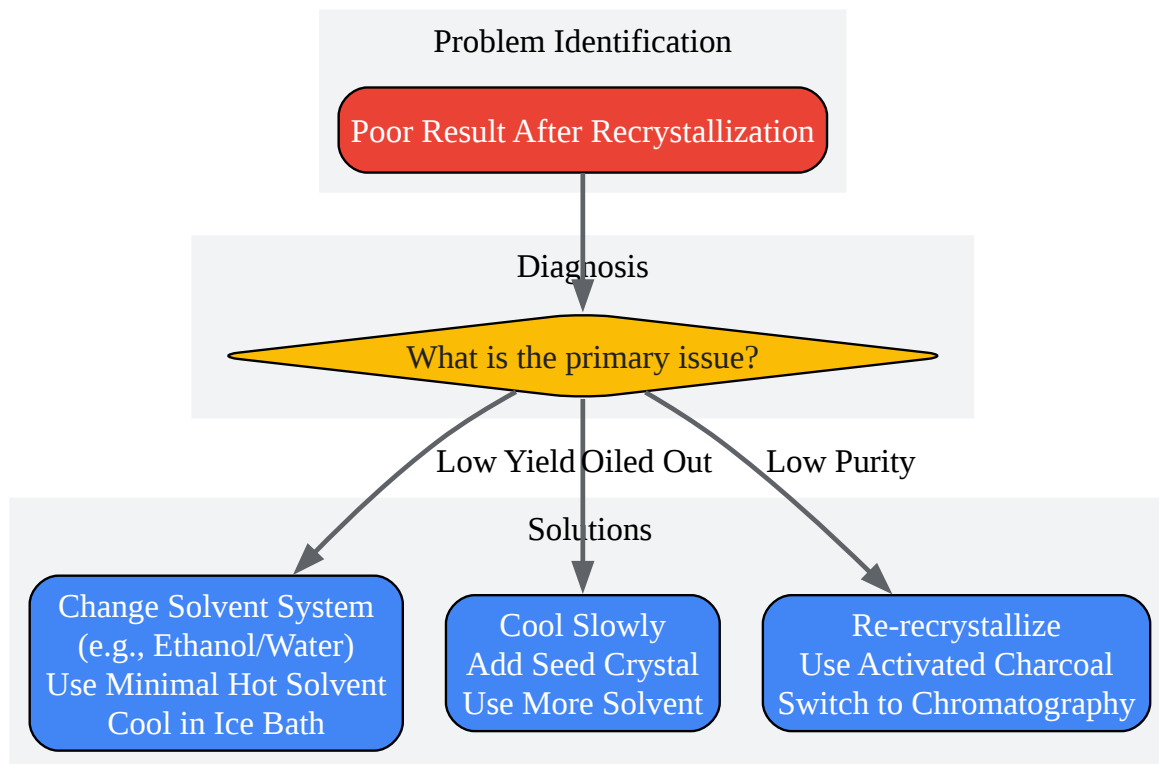 Problem Identification
Poor Result After Recrystallization
Diagnosis
What is the primary issue?
Low Yield
Oiled Out
Low Purity
Solutions
Change Solvent System
(e.g., Ethanol/Water)
Use Minimal Hot Solvent
Cool in Ice Bath
Cool Slowly
Add Seed Crystal
Use More Solvent
Re-recrystallize
Use Activated Charcoal
Switch to Chromatography